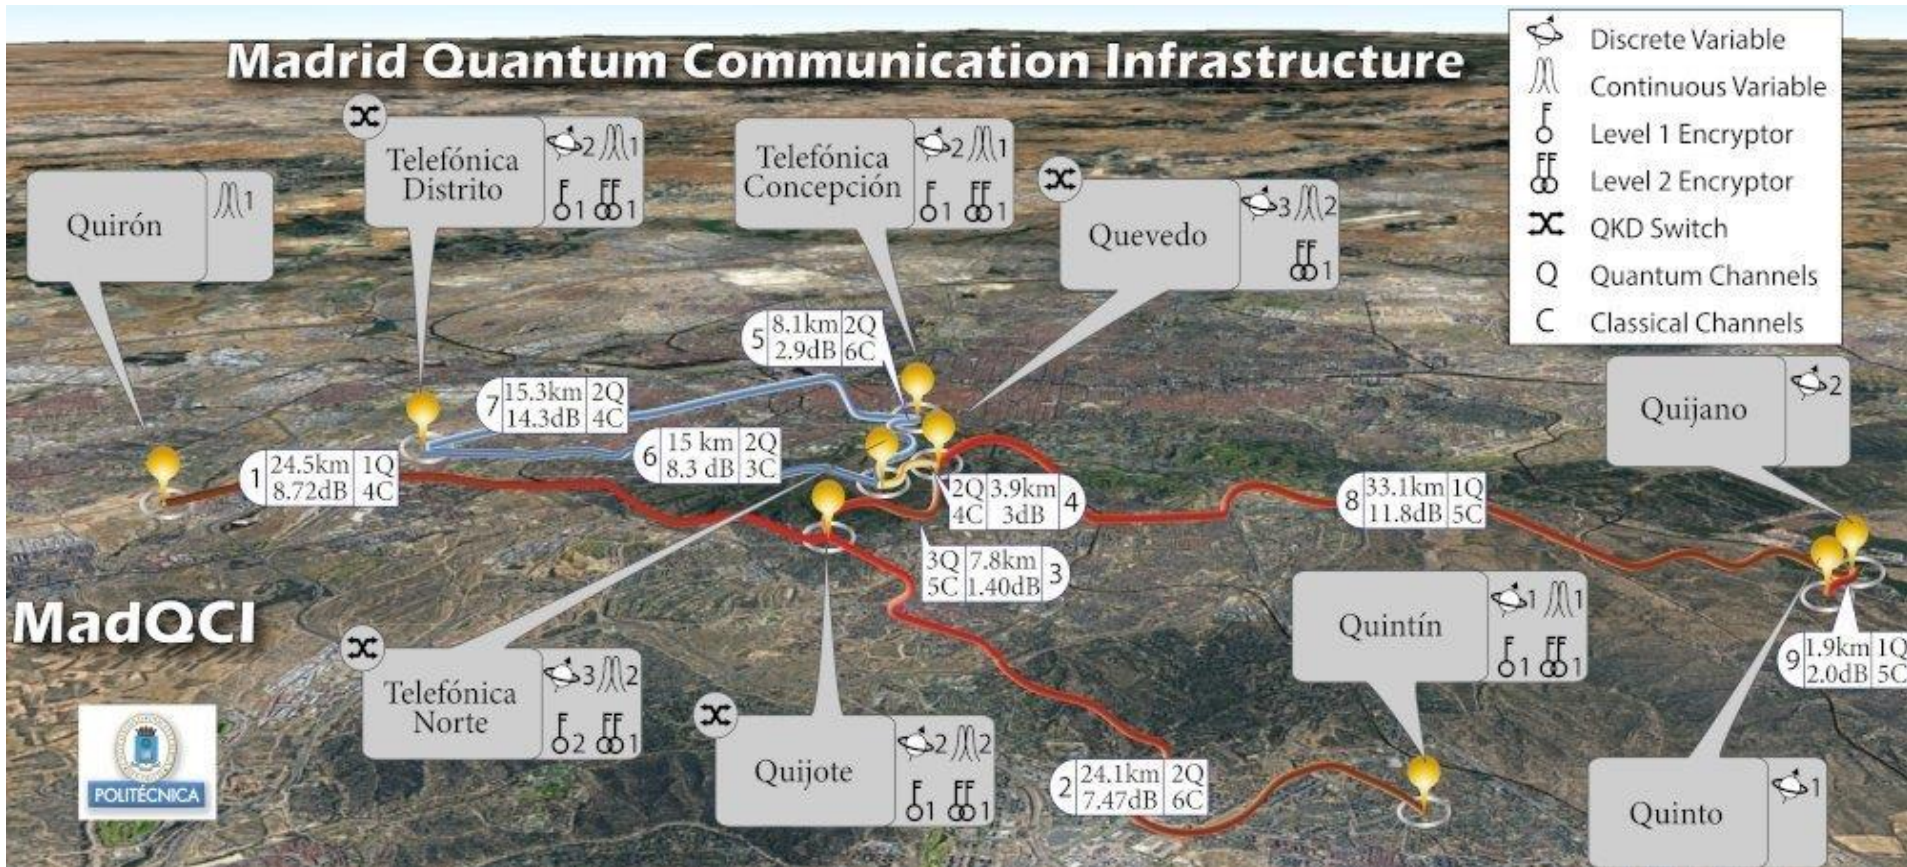 Madrid Quantum Communication Infrastructure
Discrete Variable
Continuous Variable
Level 1 Encryptor
Level 2 Encryptor
QKD Switch
Q Quantum Channels
C Classical Channels
Quirón
1
Telefónica
Distrito
2 1
1 1
Telefónica
Concepción
2 1
1 1
Quevedo
3 2
1
Quijano
2
5 8.1km 2Q
2.9dB 6C
7 15.3km 2Q
14.3dB 4C
6 15 km 2Q
8.3 dB 3C
1 24.5km 1Q
8.72dB 4C
2Q 3.9km 4
4C 3dB
8 33.1km 1Q
11.8dB 5C
3Q 7.8km 3
5C 1.40dB
MadQCI
Quintín
1 1
1 1
9 1.9km 1Q
2.0dB 5C
Telefónica
Norte
3 2
2 1
Quijote
2 2
1 1
2 24.1km 2Q
7.47dB 6C
Quinto
1
POLITÉCNICA